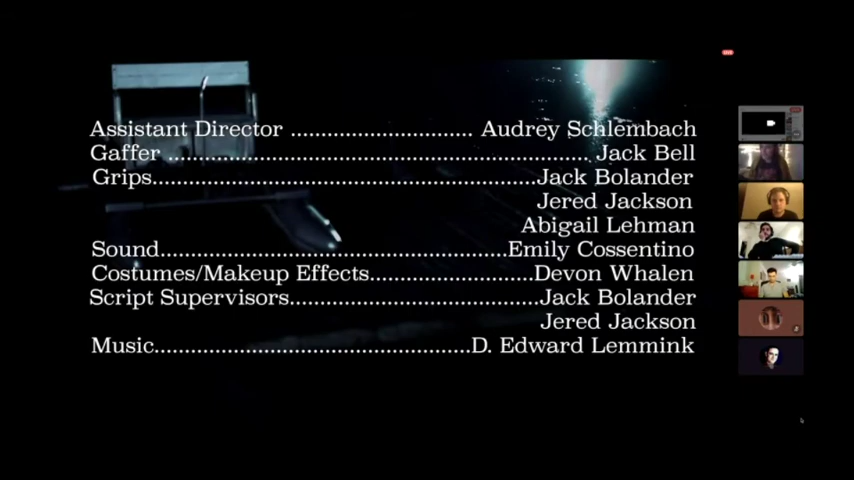 Assistant Director .............................. Audrey Schlembach
Gaffer ..................................................................... Jack Bell
Grips...............................................................Jack Bolander
Jered Jackson
Abigail Lehman
Sound.........................................................Emily Cossentino
Costumes/Makeup Effects...........................Devon Whalen
Script Supervisors.........................................Jack Bolander
Jered Jackson
Music....................................................D. Edward Lemmink